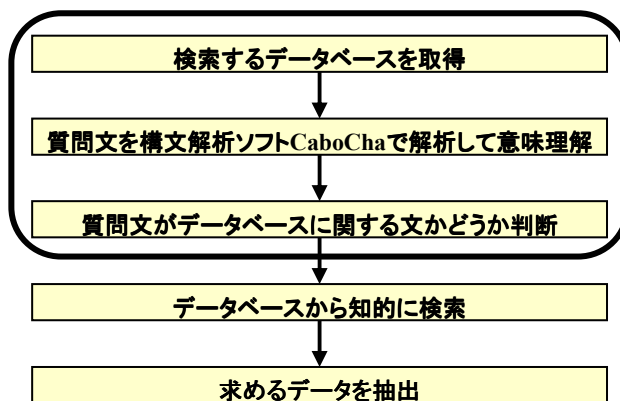 検索するデータベースを取得
質問文を構文解析ソフトCaboChaで解析して意味理解
質問文がデータベースに関する文かどうか判断
データベースから知的に検索
求めるデータを抽出